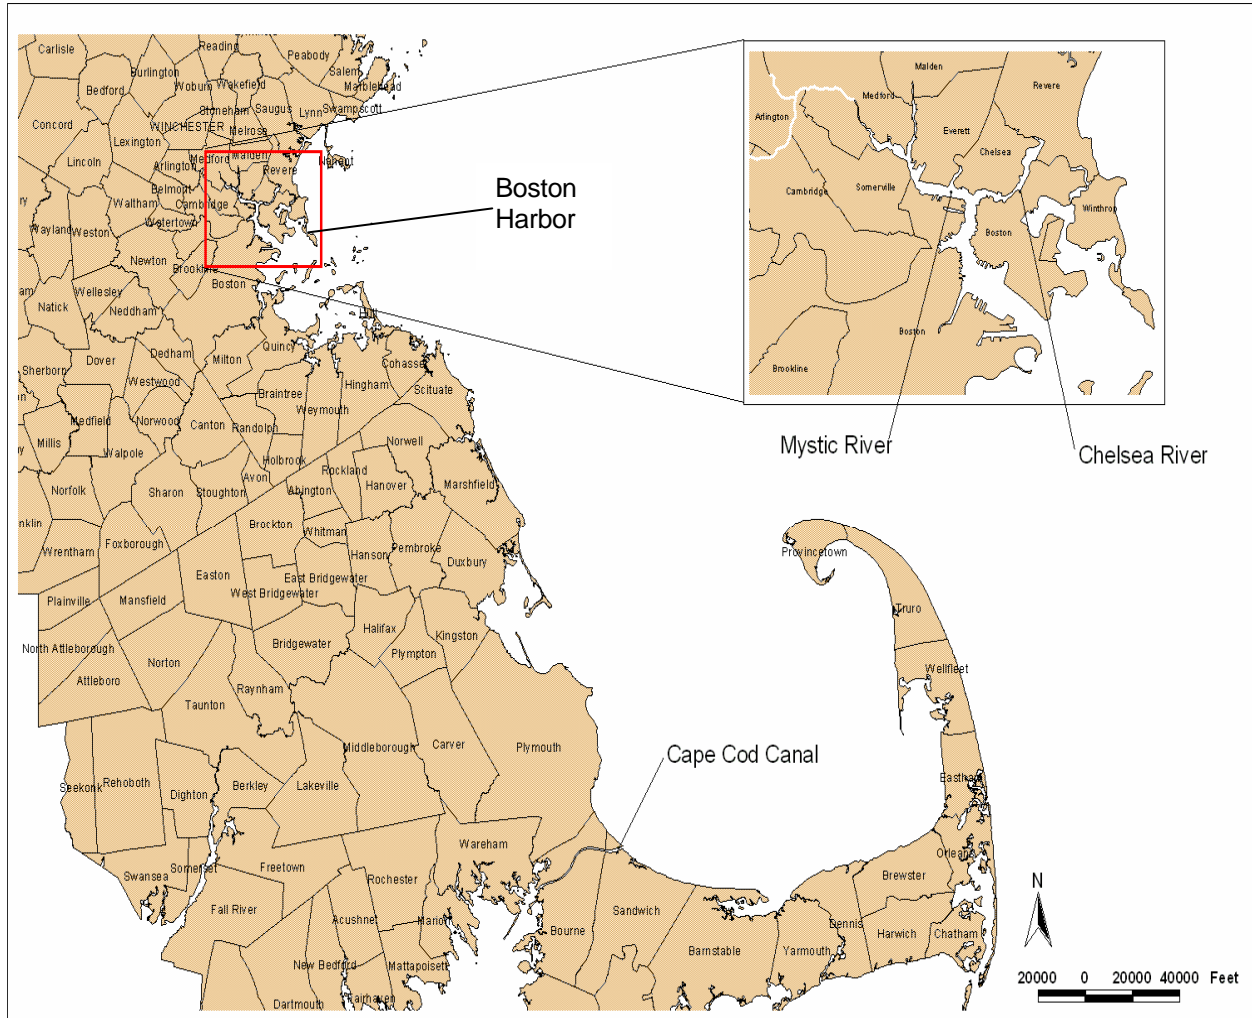 Carlisle
Reading
Peabody
Burlington
Salem
Bedford
Woburn
Wakefield
Marblehead
Stoneham
Saugus
Lynn
Swampscott
Concord
WINCHESTER
Melrose
Lexington
Lincoln
Arlington
Medford
Malden
Revere
Nahant
Belmont
Waltham
Cambridge
Watertown
Wayland
Weston
Newton
Brookline
Boston
Wellesley
Natick
Neddham
Hull
Boston
Harbor
Malden
Revere
Medford
Arlington
Everett
Chelsea
Cambridge
Somerville
Winthrop
Boston
Boston
Brookline
Mystic River
Chelsea River
Quincy
Dover
Dedham
Milton
Cohasset
Sherborn
Westwood
Hingham
Scituate
Braintree
Weymouth
Medfield
Norwood
Canton
Randolph
Millis
Walpole
Norwell
Holbrook
Norfolk
Sharon
Stoughton
Avon
Rockland
Abington
Hanover
Marshfield
nklin
Brockton
Whitman
Wrentham
Foxborough
Hanson
Pembroke
Duxbury
Easton
East Bridgewater
West Bridgewater
Plainville
Mansfield
Halifax
Kingston
North Attleborough
Norton
Bridgewater
Plympton
Attleboro
Raynham
Taunton
Middleborough
Carver
Plymouth
Seekonk
Rehoboth
Dighton
Berkley
Lakeville
Cape Cod Canal
Provincetown
Truro
Wellfleet
Eastham
Orleans
Brewster
Wareham
Swansea
Somerset
Freetown
Rochester
Fall River
Acushnet
Marion
Bourne
Sandwich
Barnstable
Yarmouth
Dennis
Harwich
Chatham
New Bedford
Mattapoisett
Dartmouth
Fairhaven
N
20000 0 20000 40000 Feet